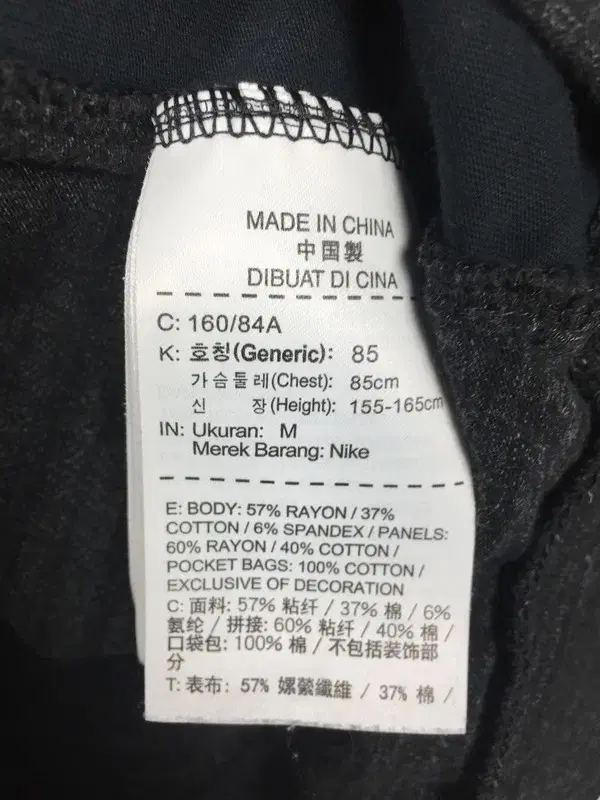 MADE IN CHINA
中国製
DIBUAT DI CINA
C: 160/84A
K: 호칭(Generic): 85
가슴둘레(Chest): 85cm
신 장(Height): 155-165cm
IN: Ukuran: M
Merek Barang: Nike
E: BODY: 57% RAYON / 37%
COTTON / 6% SPANDEX / PANELS:
60% RAYON / 40% COTTON /
POCKET BAGS: 100% COTTON /
EXCLUSIVE OF DECORATION
C: 面料: 57% 粘纤 / 37% 棉 / 6%
氨纶 / 拼接: 60% 粘纤 / 40% 棉 /
口袋包: 100% 棉 / 不包括装饰部
分
T: 表布: 57% 嫘縈纖維 / 37% 棉 /